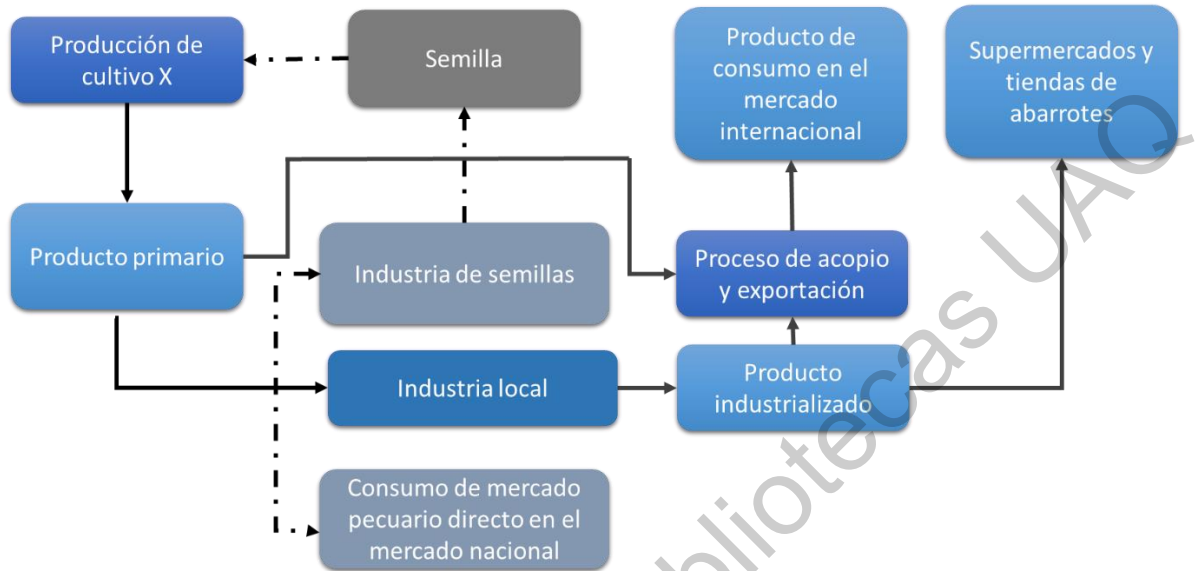 Producción de
cultivo X
Semilla
Producto de
consumo en el
mercado
internacional
Supermercados y
tiendas de
abarrotes
Producto primario
Industria de semillas
Proceso de acopio
y exportación
Industria local
Producto
industrializado
Consumo de mercado
pecuario directo en el
mercado nacional
bliotecas UAQ